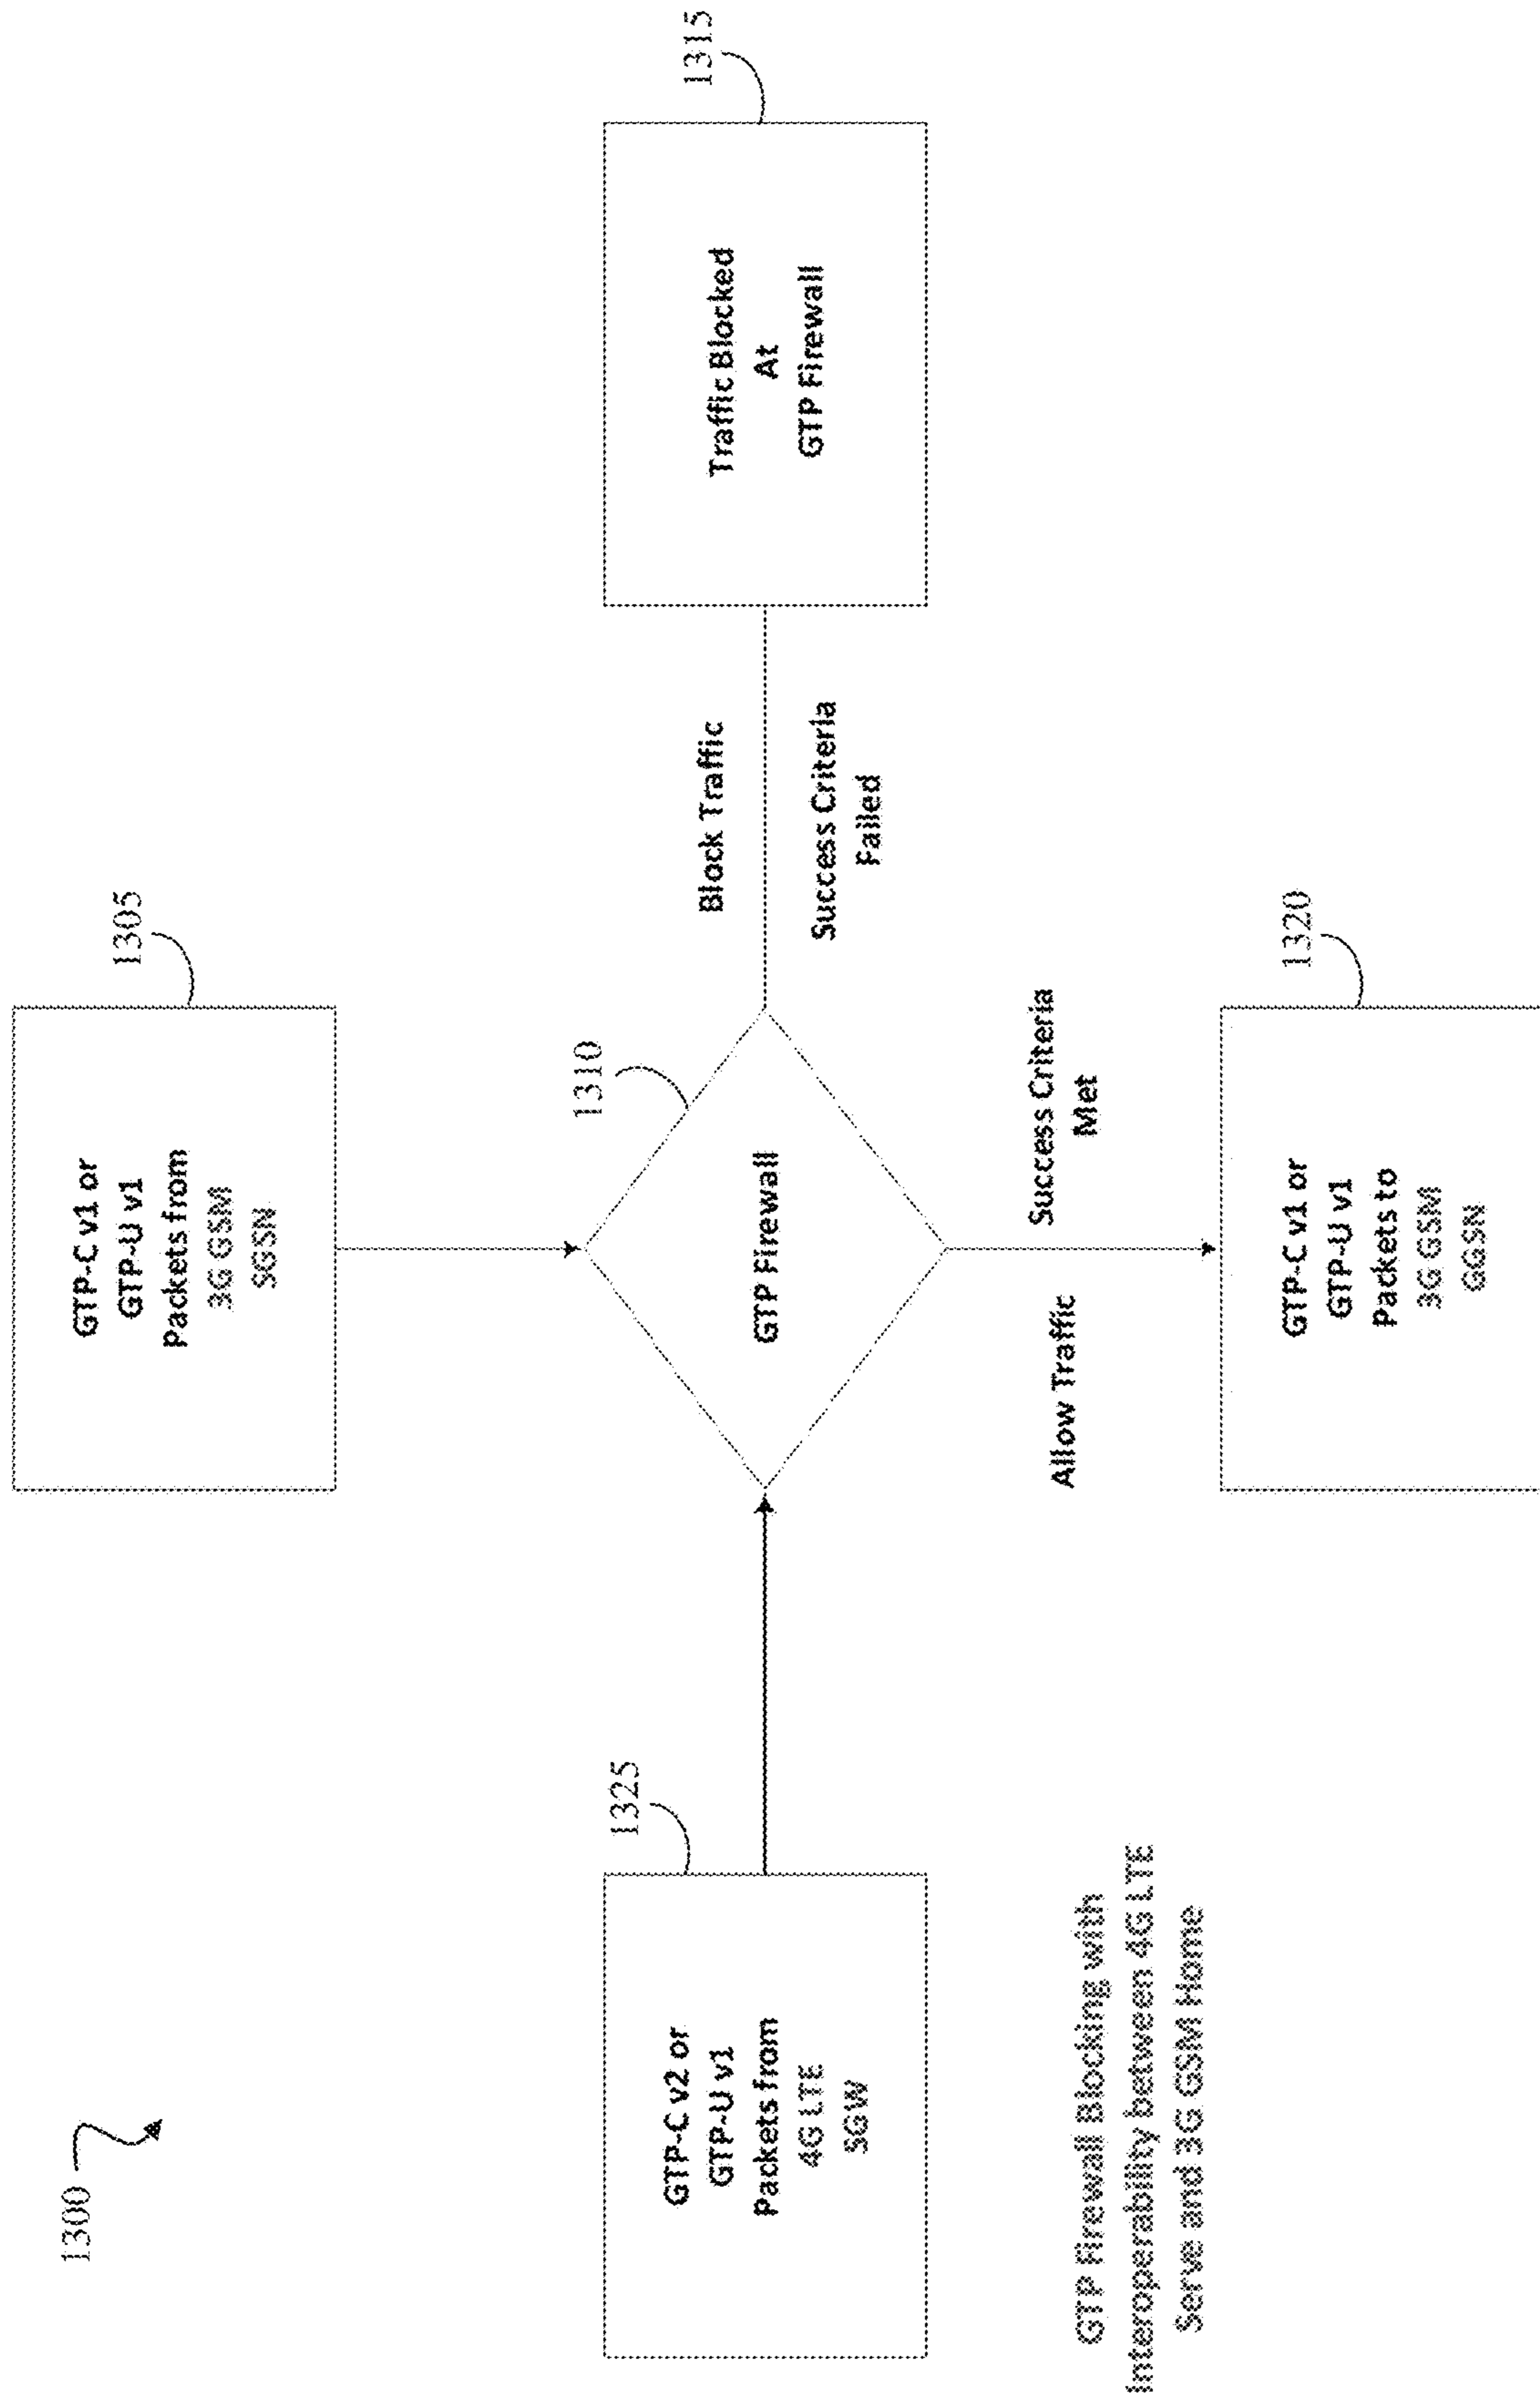 1300
GTP-C v1 or
GTP-U v1
Packets from
3G GSM
SGSN
1305
GTP-C v2 or
GTP-U v1
Packets from
4G LTE
SGW
1325
GTP Firewall
1310
Block Traffic
Success Criteria
Failed
Traffic Blocked
At
GTP Firewall
1315
Allow Traffic
Success Criteria
Met
GTP-C v1 or
GTP-U v1
Packets to
3G GSM
GGSN
1320
GTP Firewall Blocking with
Interoperability between 4G LTE
Serve and 3G GSM Home